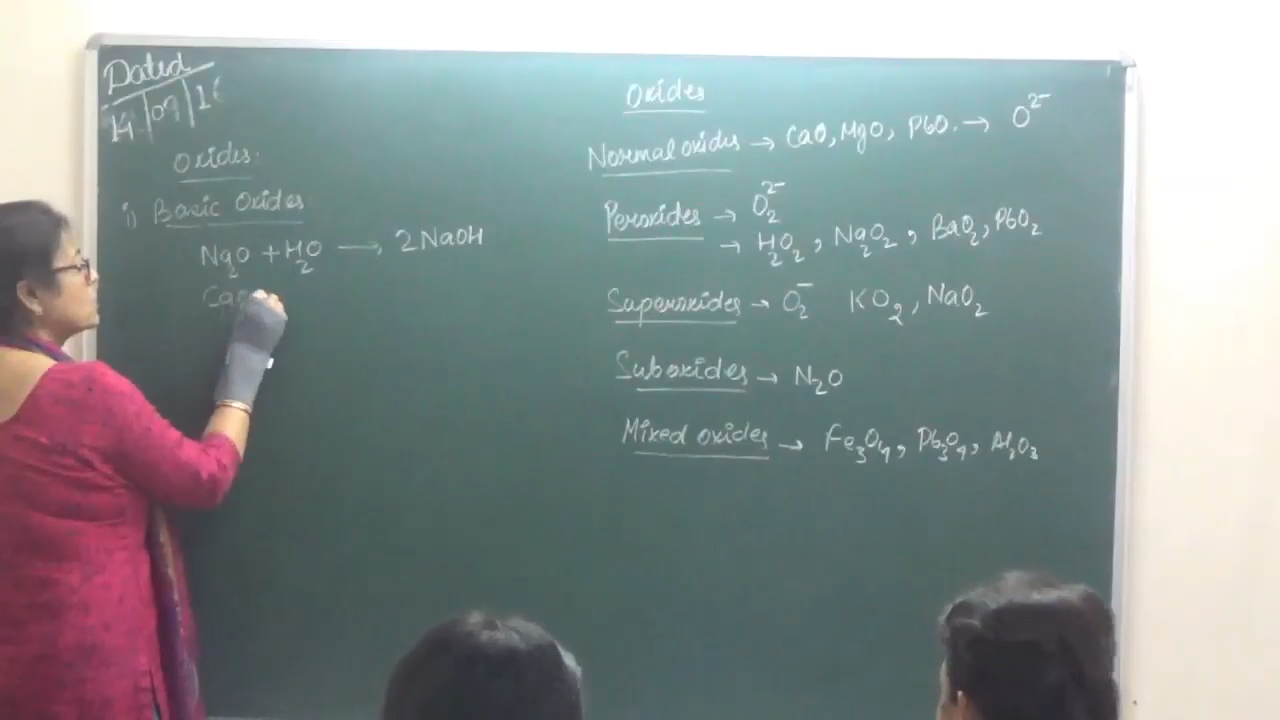 Dated
14/09/16
Oxides:
i) Basic Oxides
Na2O + H2O → 2NaOH
CaO
Oxides
Normal oxides → CaO, MgO, PbO. → O2-
Peroxides → O22-
→ H2O2, Na2O2, BaO2, PbO2
Superoxides → O2- KO2, NaO2
Suboxides → N2O
Mixed oxides → Fe3O4, Pb3O4, Al2O3